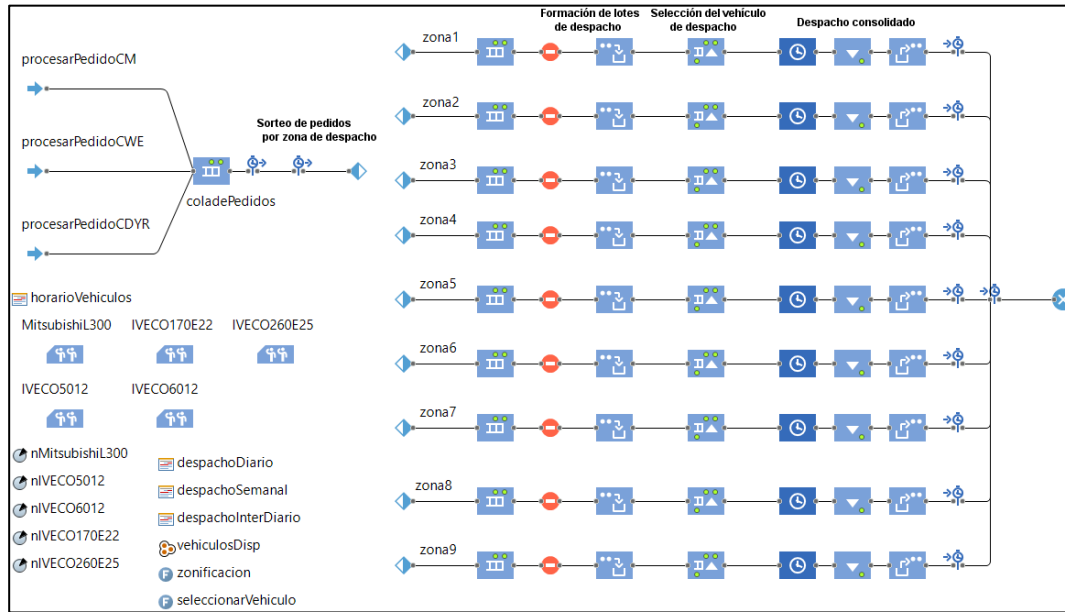 procesarPedidoCM
procesarPedidoCWE
procesarPedidoCDYR
coladePedidos
Sorteo de pedidos
por zona de despacho
Formación de lotes
de despacho
Selección del vehículo
de despacho
Despacho consolidado
zona1
zona2
zona3
zona4
zona5
zona6
zona7
zona8
zona9
horarioVehiculos
MitsubishiL300 IVECO170E22 IVECO260E25
IVECO5012 IVECO6012
nMitsubishiL300
nIVECO5012
nIVECO6012
nIVECO170E22
nIVECO260E25
despachoDiario
despachoSemanal
despachoInterDiario
vehiculosDisp
F zonificacion
F seleccionarVehiculo